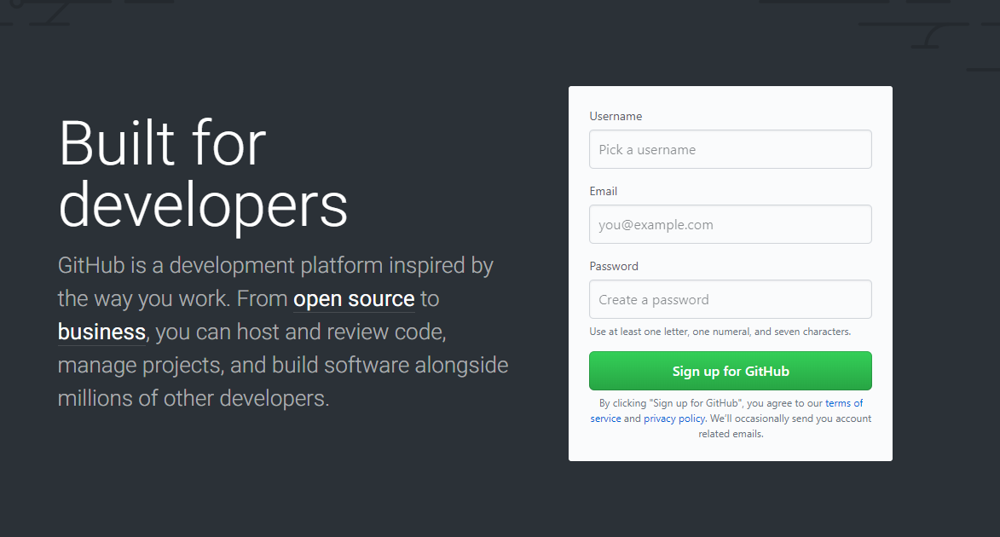 Built for
developers
GitHub is a development platform inspired by
the way you work. From open source to
business, you can host and review code,
manage projects, and build software alongside
millions of other developers.
Username
Pick a username
Email
you@example.com
Password
Create a password
Use at least one letter, one numeral, and seven characters.
Sign up for GitHub
By clicking "Sign up for GitHub", you agree to our terms of
service and privacy policy. We’ll occasionally send you account
related emails.